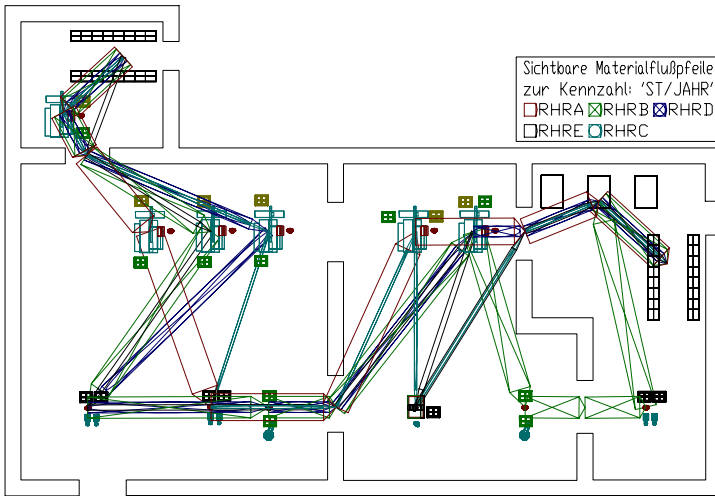 Sichtbare Materialflußpfeile
zur Kennzahl: 'ST/JAHR'
RHRA RHRB RHRD
RHRE RHRC